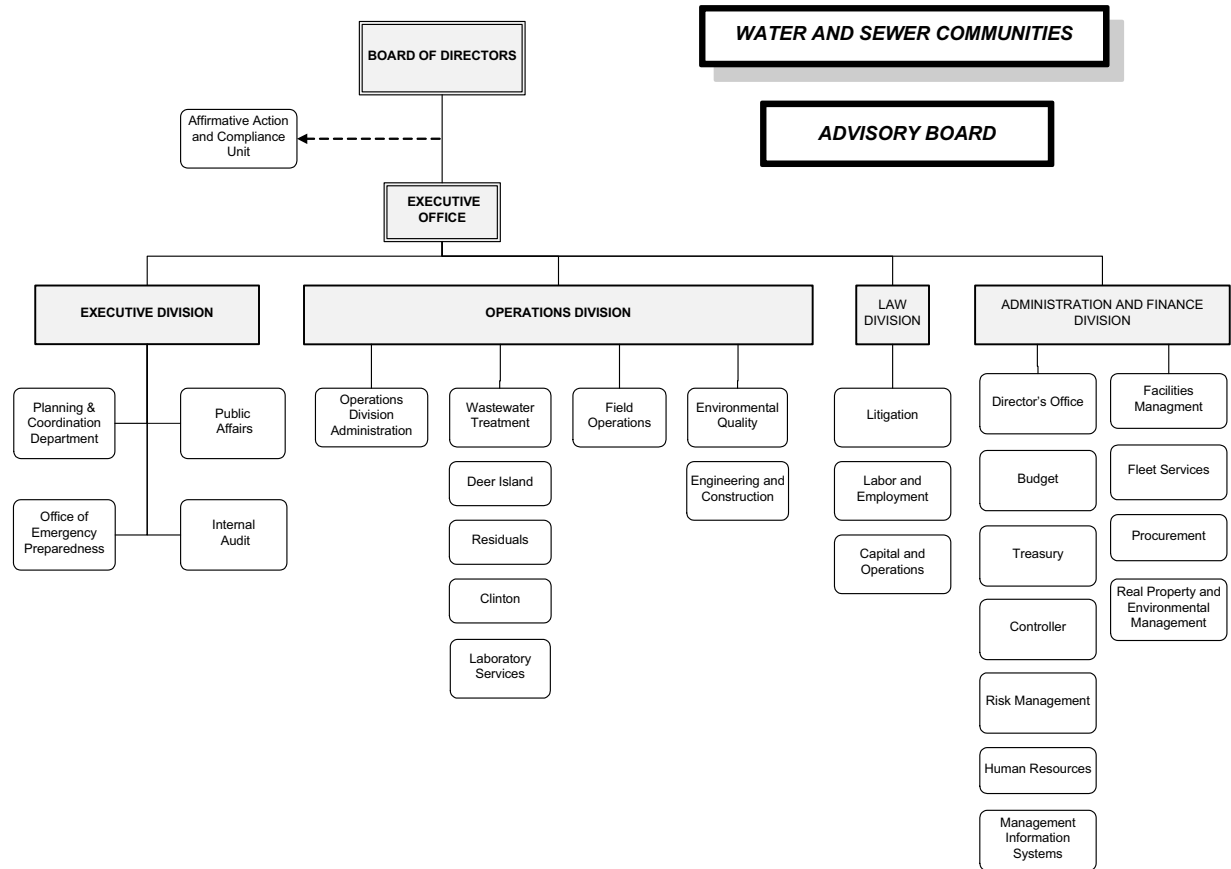 WATER AND SEWER COMMUNITIES
BOARD OF DIRECTORS
ADVISORY BOARD
Affirmative Action
and Compliance
Unit
EXECUTIVE
OFFICE
EXECUTIVE DIVISION
OPERATIONS DIVISION
LAW
DIVISION
ADMINISTRATION AND FINANCE
DIVISION
Planning &
Coordination
Department
Public
Affairs
Office of
Emergency
Preparedness
Internal
Audit
Operations
Division
Administration
Wastewater
Treatment
Deer Island
Residuals
Clinton
Laboratory
Services
Field
Operations
Environmental
Quality
Engineering and
Construction
Litigation
Labor and
Employment
Capital and
Operations
Director's Office
Budget
Treasury
Controller
Risk Management
Human Resources
Management
Information
Systems
Facilities
Managment
Fleet Services
Procurement
Real Property and
Environmental
Management